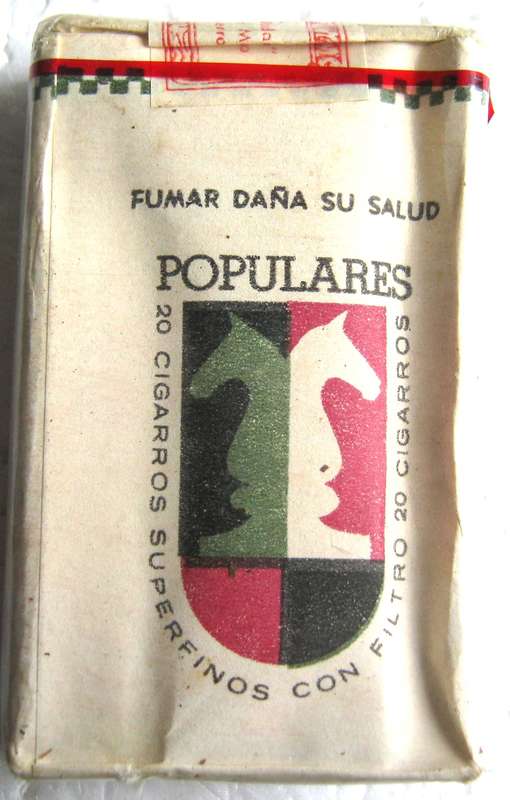 FUMAR DAÑA SU SALUD
POPULARES
20 CIGARROS SUPERFINOS CON FILTRO 20 CIGARROS